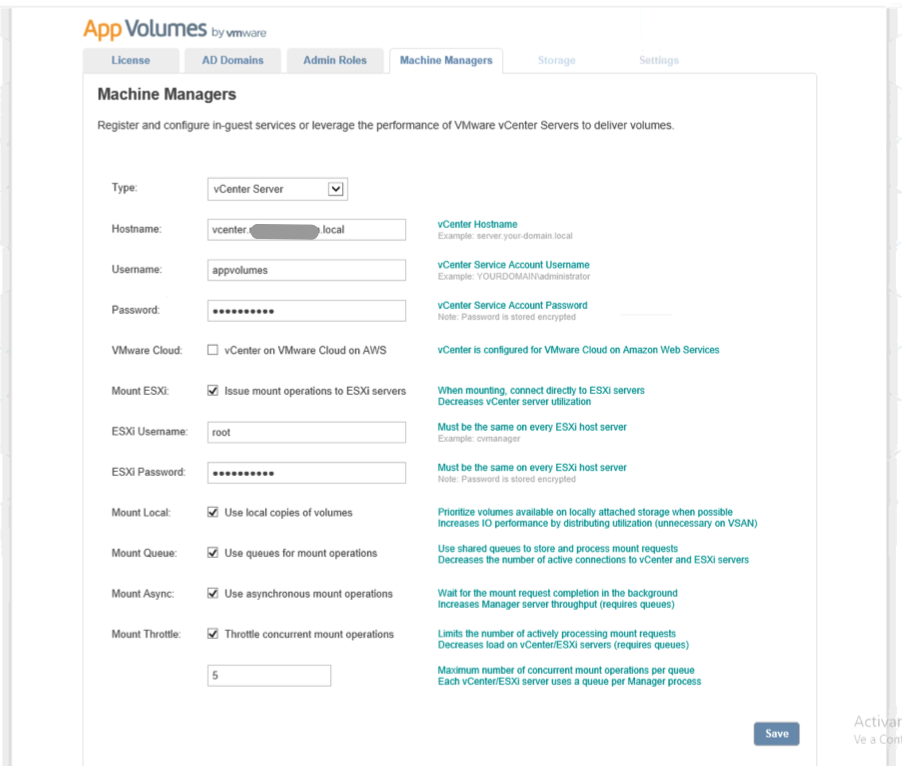 App Volumes by vmware
License AD Domains Admin Roles Machine Managers Storage Settings
Machine Managers
Register and configure in-guest services or leverage the performance of VMware vCenter Servers to deliver volumes.
Type: vCenter Server
Hostname: vcenter. .local vCenter Hostname
Example: server.your-domain.local
Username: appvolumes vCenter Service Account Username
Example: YOURDOMAIN\administrator
Password: ●●●●●●●●●● vCenter Service Account Password
Note: Password is stored encrypted
VMware Cloud: vCenter on VMware Cloud on AWS vCenter is configured for VMware Cloud on Amazon Web Services
Mount ESXi: Issue mount operations to ESXi servers When mounting, connect directly to ESXi servers
Decreases vCenter server utilization
ESXi Username: root Must be the same on every ESXi host server
Example: cvmanager
ESXi Password: ●●●●●●●●●● Must be the same on every ESXi host server
Note: Password is stored encrypted
Mount Local: Use local copies of volumes Prioritize volumes available on locally attached storage when possible
Increases IO performance by distributing utilization (unnecessary on VSAN)
Mount Queue: Use queues for mount operations Use shared queues to store and process mount requests
Decreases the number of active connections to vCenter and ESXi servers
Mount Async: Use asynchronous mount operations Wait for the mount request completion in the background
Increases Manager server throughput (requires queues)
Mount Throttle: Throttle concurrent mount operations Limits the number of actively processing mount requests
Decreases load on vCenter/ESXi servers (requires queues)
5 Maximum number of concurrent mount operations per queue
Each vCenter/ESXi server uses a queue per Manager process
Save
Activar
Ve a Conf